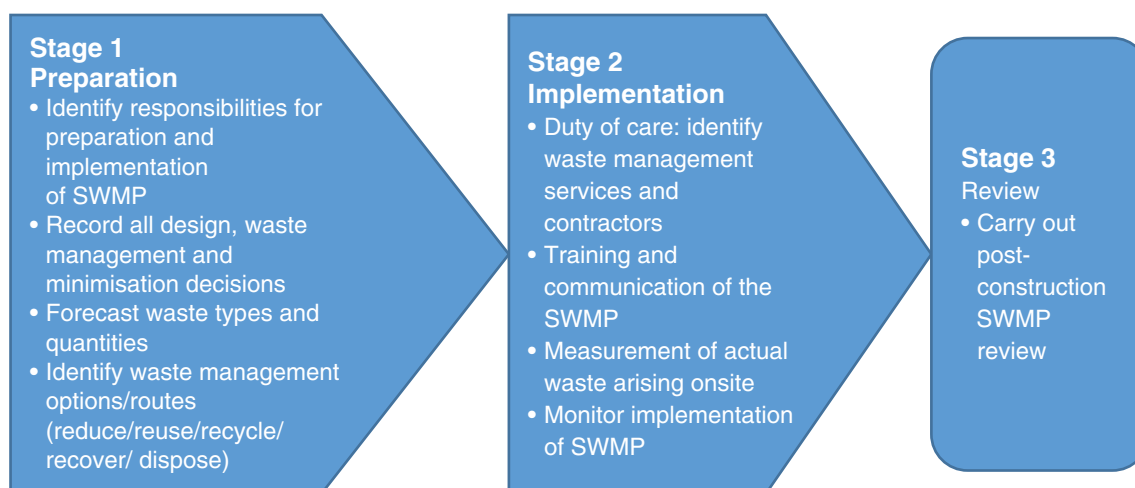 Stage 1
Preparation
• Identify responsibilities for
preparation and
implementation
of SWMP
• Record all design, waste
management and
minimisation decisions
• Forecast waste types and
quantities
• Identify waste management
options/routes
(reduce/reuse/recycle/
recover/ dispose)
Stage 2
Implementation
• Duty of care: identify
waste management
services and
contractors
• Training and
communication of the
SWMP
• Measurement of actual
waste arising onsite
• Monitor implementation
of SWMP
Stage 3
Review
• Carry out
post-
construction
SWMP
review